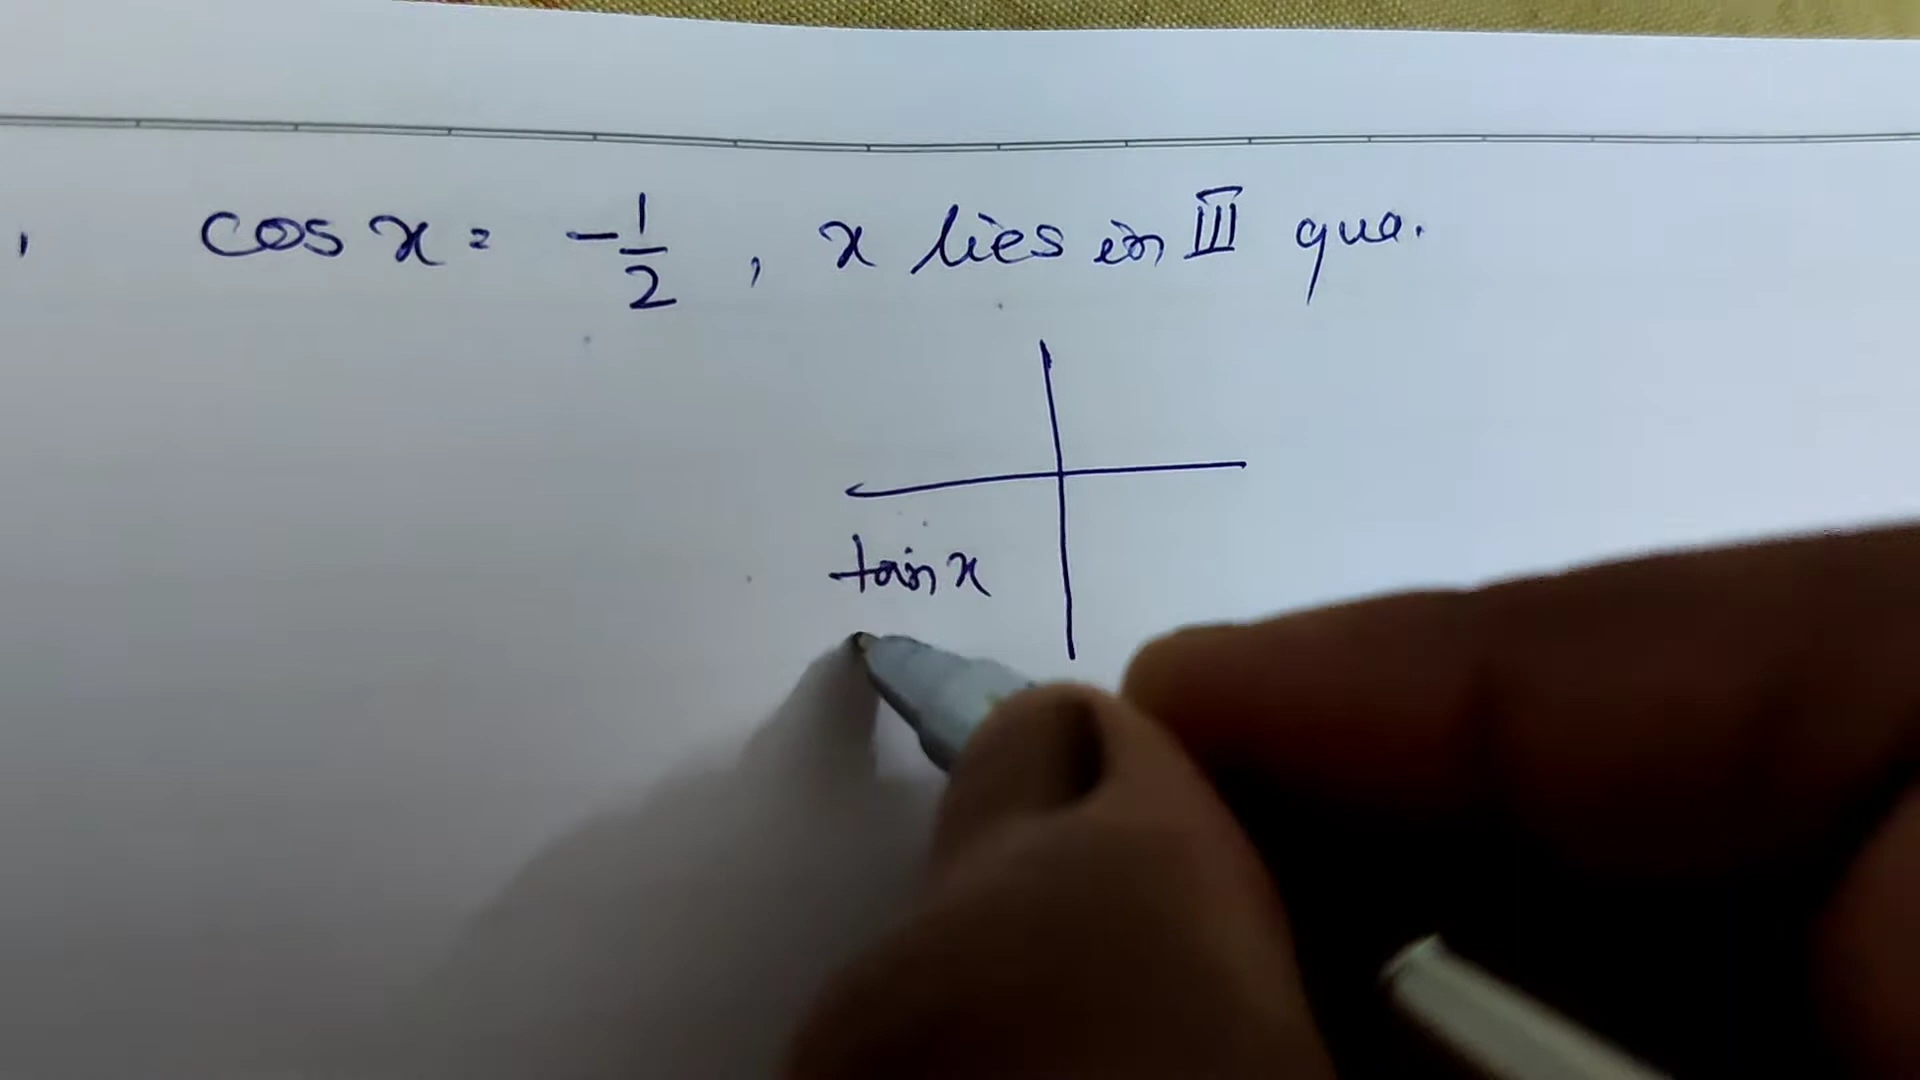 , cos x = -1/2 , x lies in III qua.
tan x